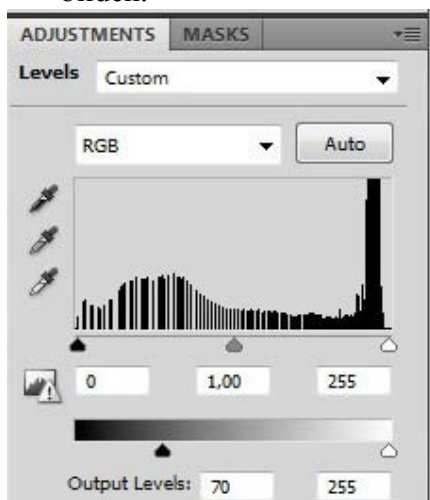 ADJUSTMENTS MASKS
Levels Custom
RGB Auto
0 1,00 255
Output Levels: 70 255